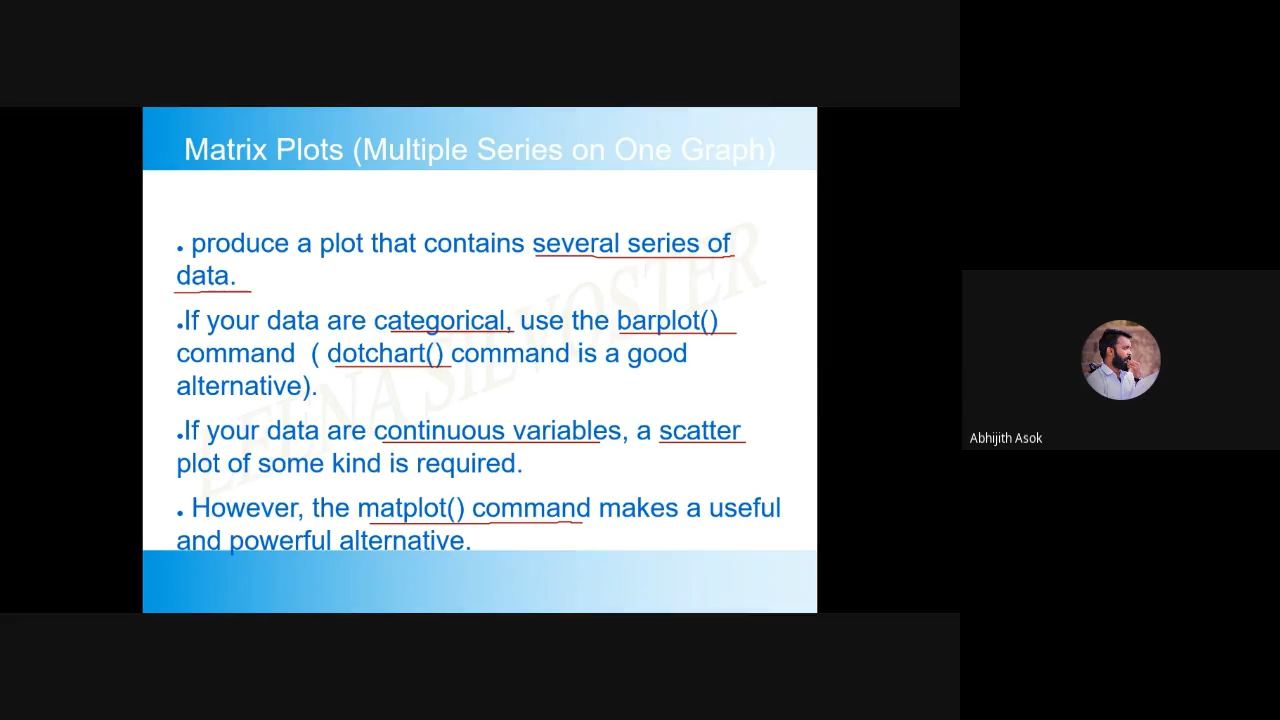 Matrix Plots (Multiple Series on One Graph)
. produce a plot that contains several series of
data.
.If your data are categorical, use the barplot()
command ( dotchart() command is a good
alternative).
.If your data are continuous variables, a scatter
plot of some kind is required.
. However, the matplot() command makes a useful
and powerful alternative.
LEENA SILVOSTER
Abhijith Asok